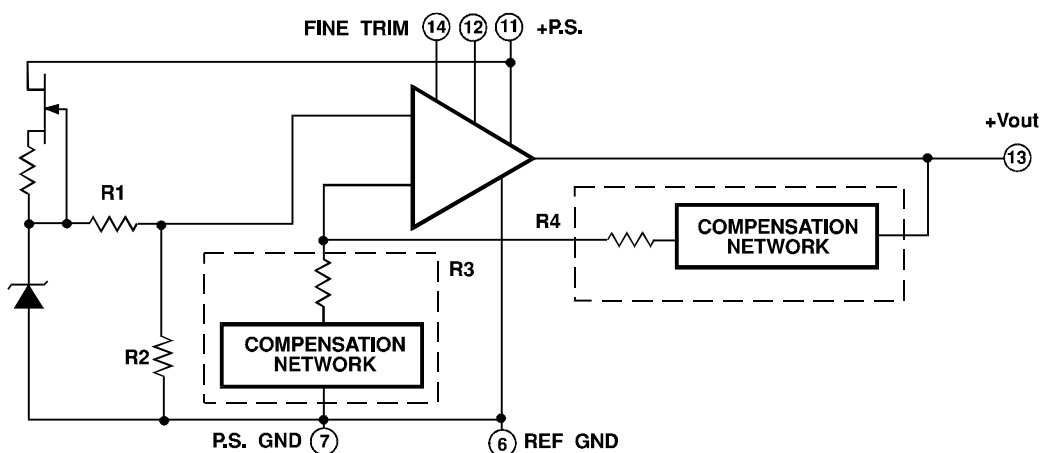 FINE TRIM 14 12 11 +P.S.
+Vout
13
R1
R4
COMPENSATION
NETWORK
R3
R2
COMPENSATION
NETWORK
P.S. GND 7 6 REF GND